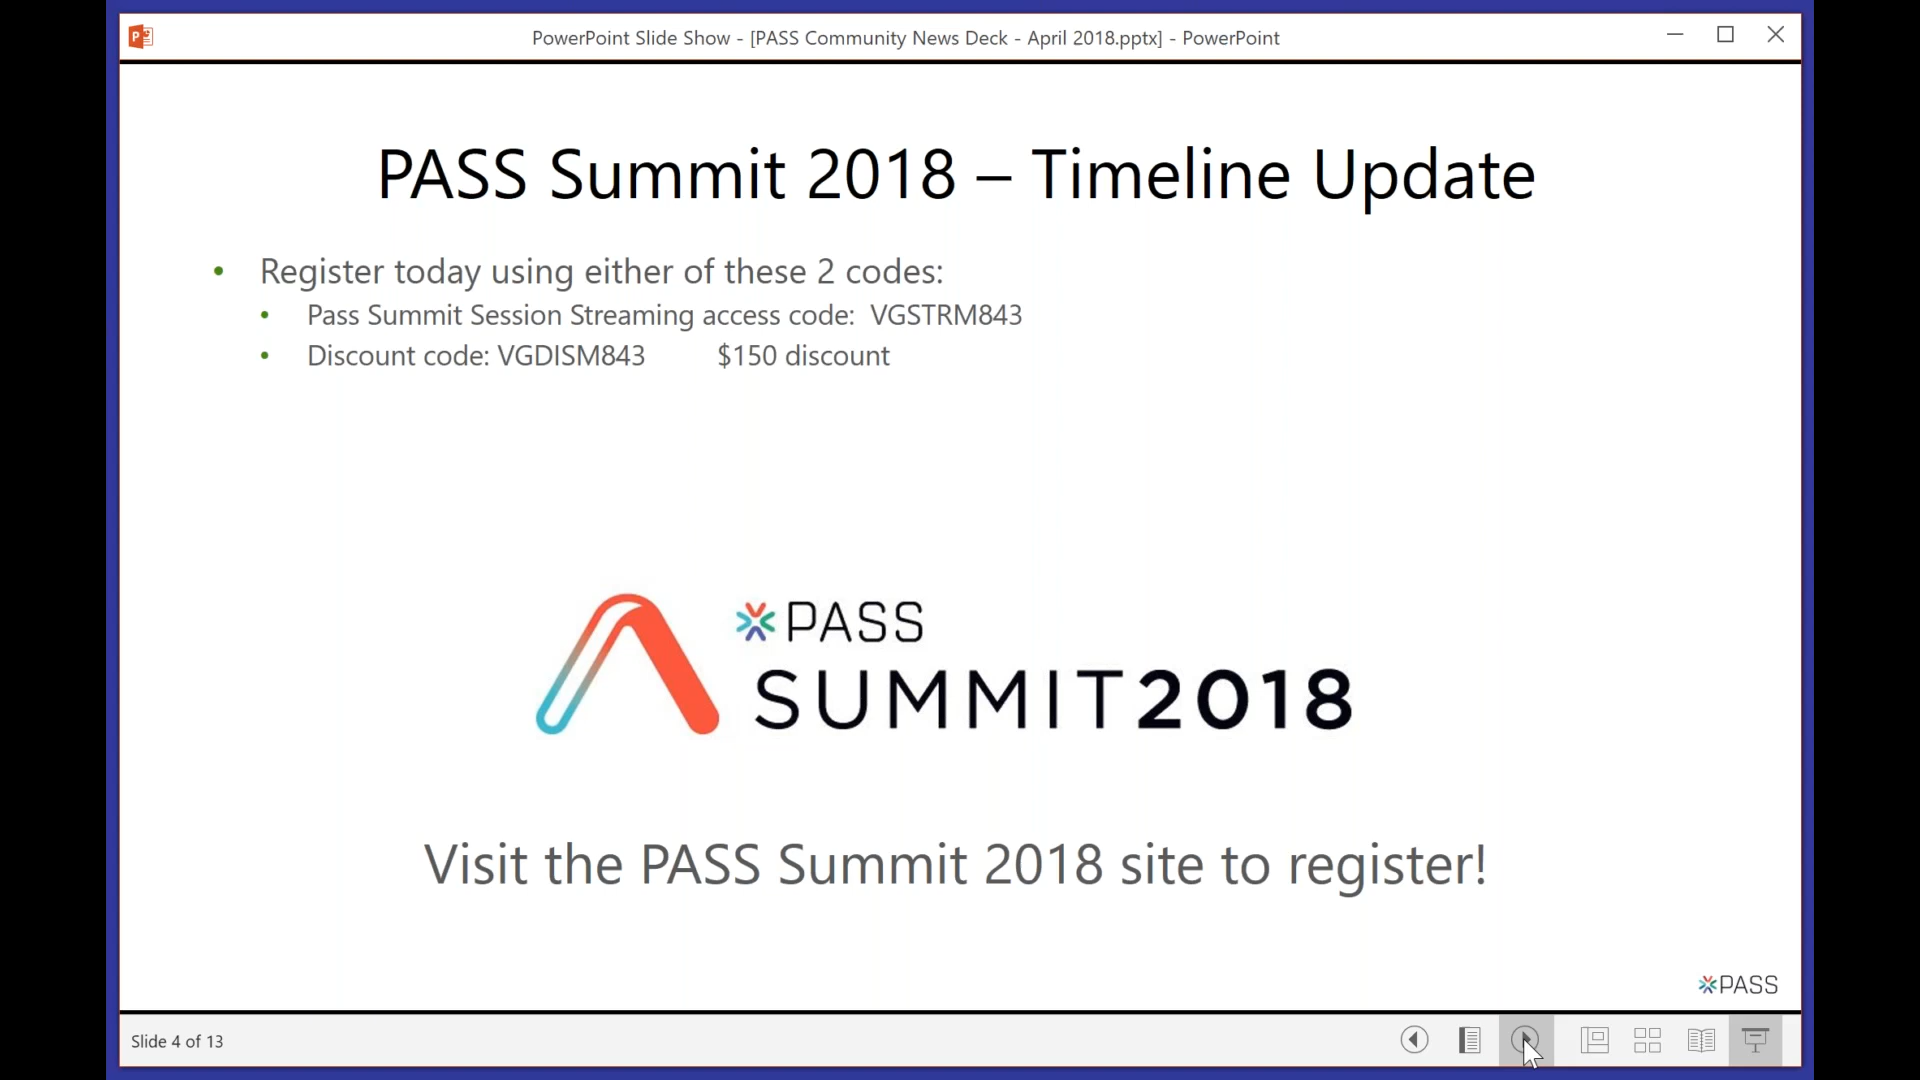 PowerPoint Slide Show - [PASS Community News Deck - April 2018.pptx] - PowerPoint
PASS Summit 2018 – Timeline Update
• Register today using either of these 2 codes:
• Pass Summit Session Streaming access code: VGSTRM843
• Discount code: VGDISM843 $150 discount
PASS
SUMMIT2018
Visit the PASS Summit 2018 site to register!
PASS
Slide 4 of 13